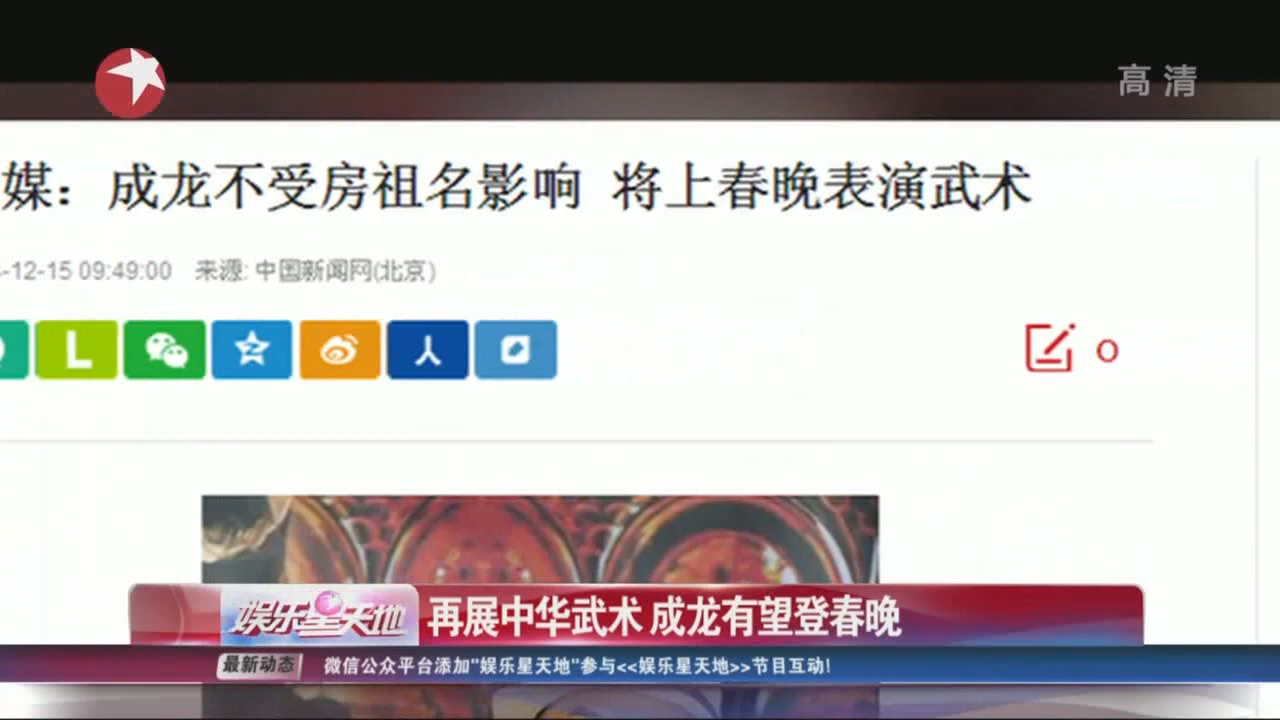 高清
媒：成龙不受房祖名影响 将上春晚表演武术
-12-15 09:49:00 来源: 中国新闻网(北京)
0
娱乐星天地 再展中华武术 成龙有望登春晚
最新动态 微信公众平台添加"娱乐星天地"参与<<娱乐星天地>>节目互动!